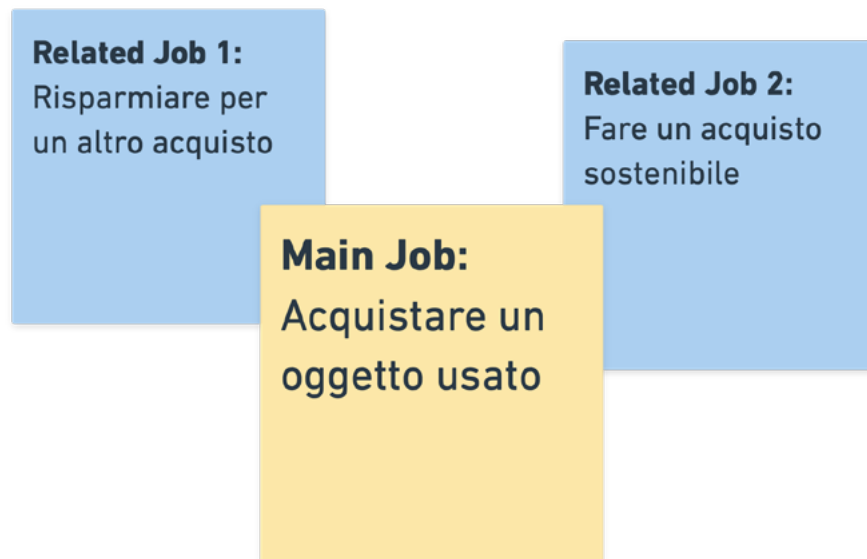 Related Job 1:
Risparmiare per
un altro acquisto
Related Job 2:
Fare un acquisto
sostenibile
Main Job:
Acquistare un
oggetto usato